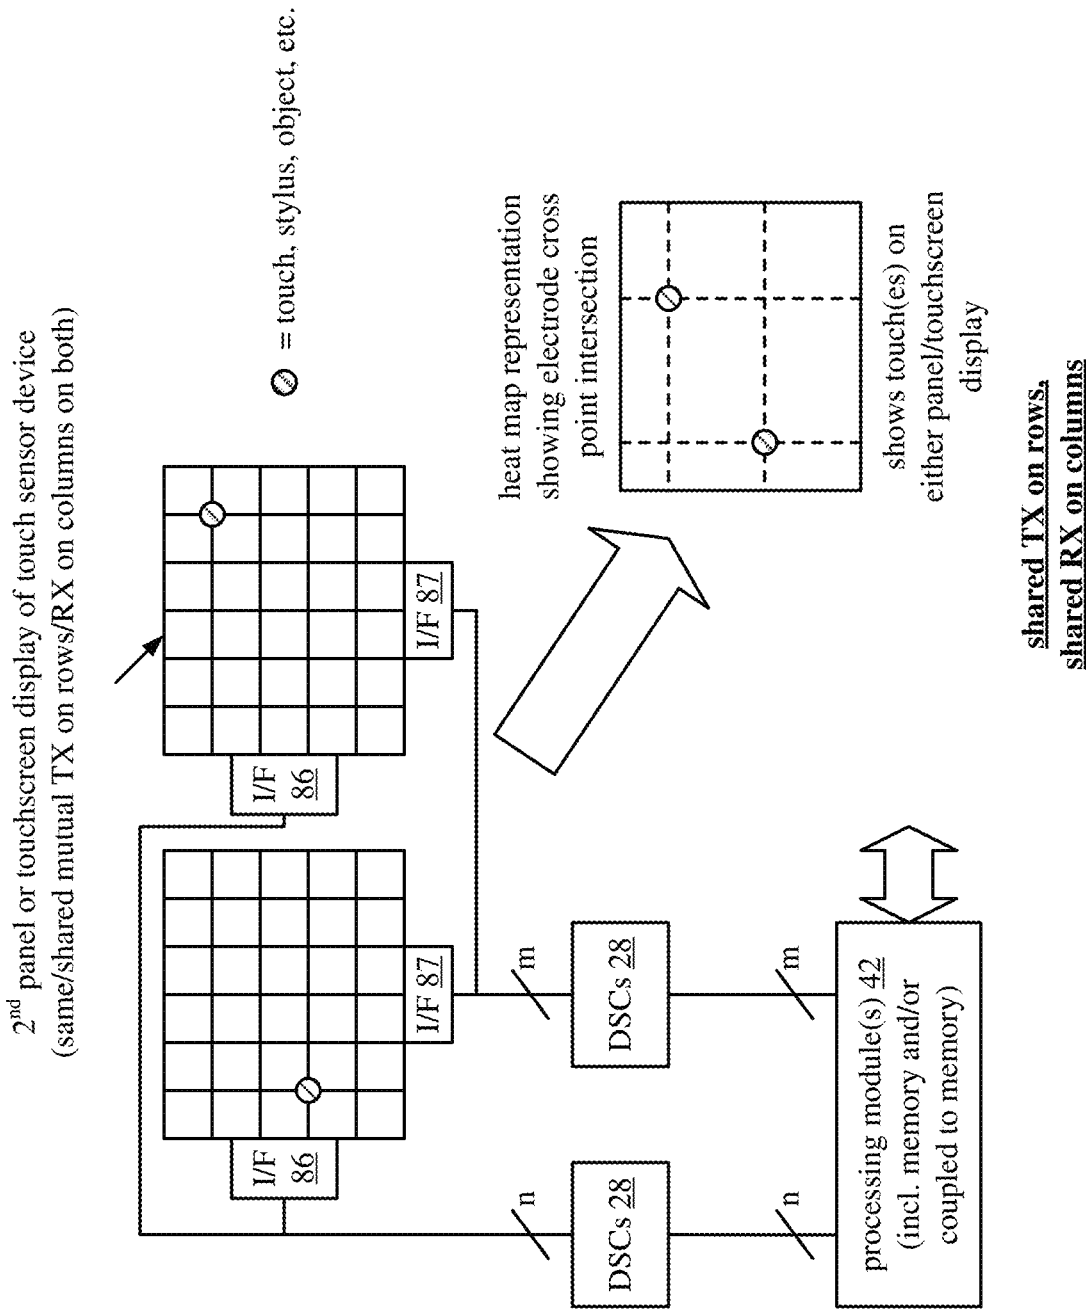 2nd panel or touchscreen display of touch sensor device
(same/shared mutual TX on rows/RX on columns on both)
= touch, stylus, object, etc.
I/F
86
I/F 87
I/F
86
I/F 87
heat map representation
showing electrode cross
point intersection
shows touch(es) on
either panel/touchscreen
display
n
m
DSCs 28
DSCs 28
n
m
processing module(s) 42
(incl. memory and/or
coupled to memory)
shared TX on rows,
shared RX on columns